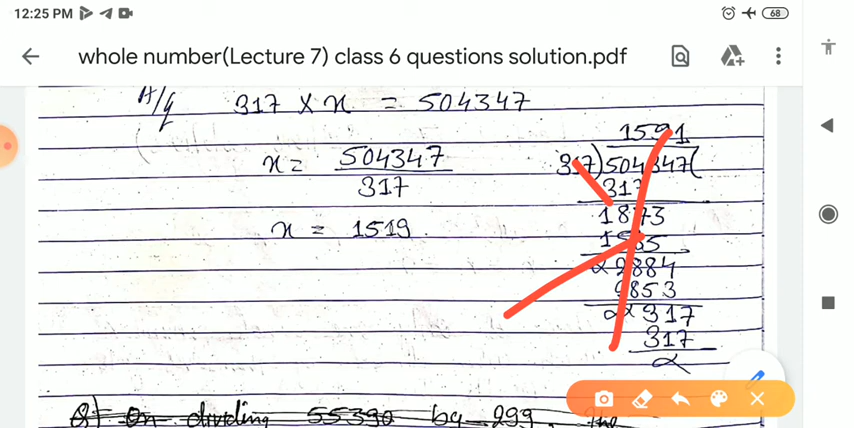 12:25 PM 68
whole number(Lecture 7) class 6 questions solution.pdf
A/q 317 × x = 504347
1591
x = 504347 317)504347(
317 317
1873
x = 1519 1585
2884
2853
317
317
Q) On dividing 55390 by 299, the